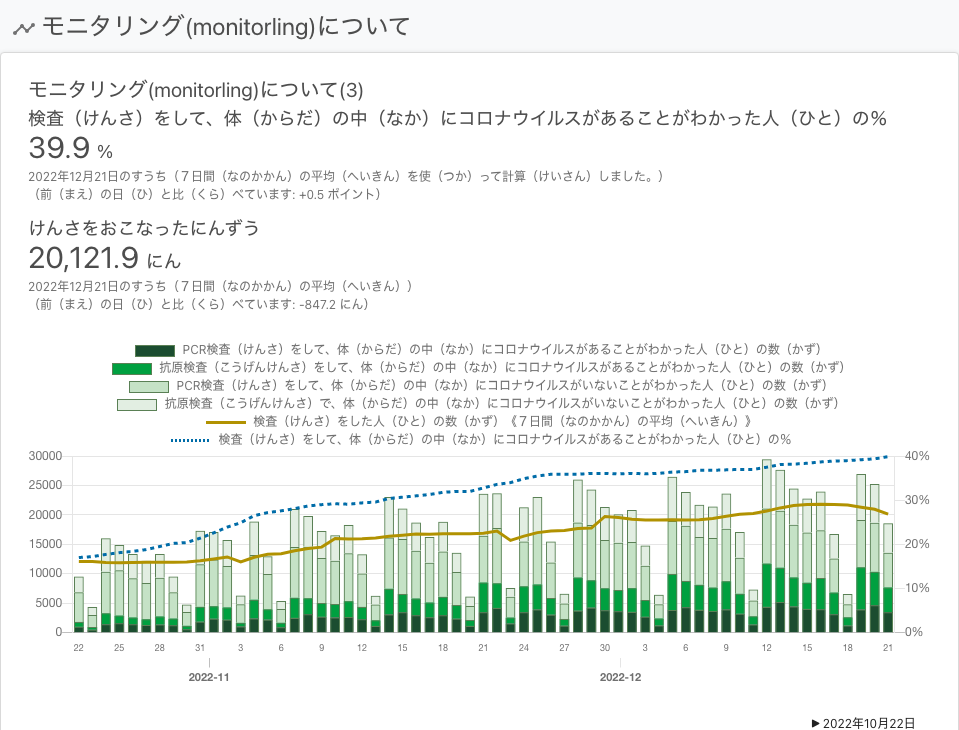 モニタリング(monitorling)について
モニタリング(monitorling)について(3)
検査（けんさ）をして、体（からだ）の中（なか）にコロナウイルスがあることがわかった人（ひと）の%
39.9 %
2022年12月21日のすうち（７日間（なのかかん）の平均（へいきん）を使（つか）って計算（けいさん）しました。）
（前（まえ）の日（ひ）と比（くら）べています: +0.5 ポイント）
けんさをおこなったにんずう
20,121.9 にん
2022年12月21日のすうち（７日間（なのかかん）の平均（へいきん））
（前（まえ）の日（ひ）と比（くら）べています: -847.2 にん）
PCR検査（けんさ）をして、体（からだ）の中（なか）にコロナウイルスがあることがわかった人（ひと）の数（かず）
抗原検査（こうげんけんさ）をして、体（からだ）の中（なか）にコロナウイルスがあることがわかった人（ひと）の数（かず）
PCR検査（けんさ）をして、体（からだ）の中（なか）にコロナウイルスがいないことがわかった人（ひと）の数（かず）
抗原検査（こうげんけんさ）で、体（からだ）の中（なか）にコロナウイルスがいないことがわかった人（ひと）の数（かず）
検査（けんさ）をした人（ひと）の数（かず）《７日間（なのかかん）の平均（へいきん）》
検査（けんさ）をして、体（からだ）の中（なか）にコロナウイルスがあることがわかった人（ひと）の%
30000 40%
25000
20000 30%
15000 20%
10000
5000 10%
0 0%
22 25 28 31 3 6 9 12 15 18 21 24 27 30 3 6 9 12 15 18 21
2022-11 2022-12
▶ 2022年10月22日